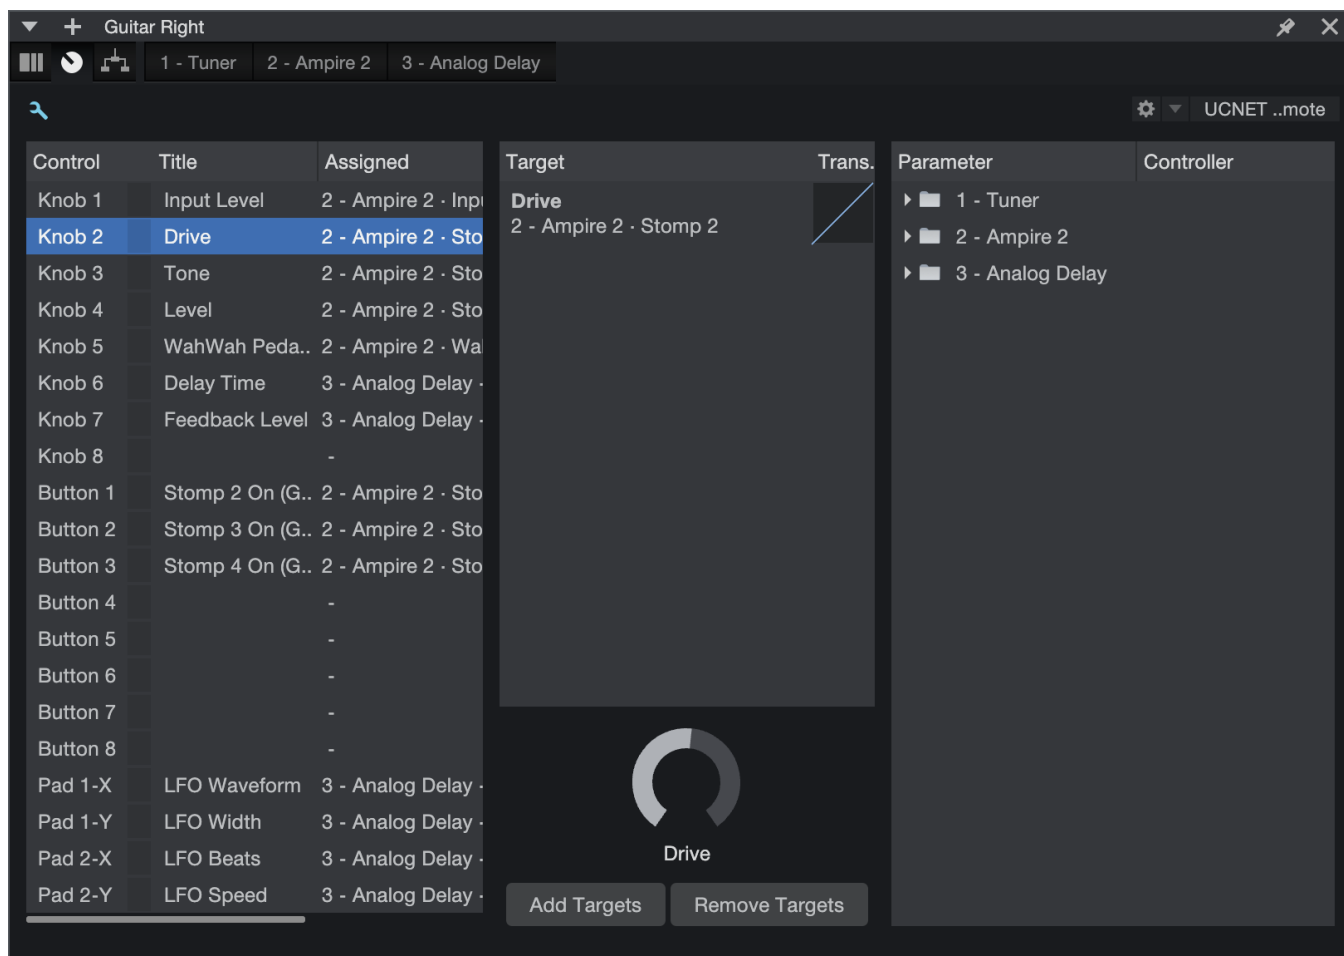 Guitar Right
1 - Tuner 2 - Ampire 2 3 - Analog Delay
UCNET ..mote
Control Title Assigned
Knob 1 Input Level 2 - Ampire 2 · Inp
Knob 2 Drive 2 - Ampire 2 - Sto
Knob 3 Tone 2 - Ampire 2 - Sto
Knob 4 Level 2 - Ampire 2 · Sto
Knob 5 WahWah Peda.. 2 - Ampire 2 · Wa
Knob 6 Delay Time 3 - Analog Delay -
Knob 7 Feedback Level 3 - Analog Delay -
Knob 8 -
Button 1 Stomp 2 On (G.. 2 - Ampire 2 · Sto
Button 2 Stomp 3 On (G.. 2 - Ampire 2 · Sto
Button 3 Stomp 4 On (G.. 2 - Ampire 2 · Sto
Button 4 -
Button 5 -
Button 6 -
Button 7 -
Button 8 -
Pad 1-X LFO Waveform 3 - Analog Delay -
Pad 1-Y LFO Width 3 - Analog Delay -
Pad 2-X LFO Beats 3 - Analog Delay -
Pad 2-Y LFO Speed 3 - Analog Delay -
Target Trans.
Drive
2 - Ampire 2 · Stomp 2
Drive
Add Targets Remove Targets
Parameter Controller
1 - Tuner
2 - Ampire 2
3 - Analog Delay